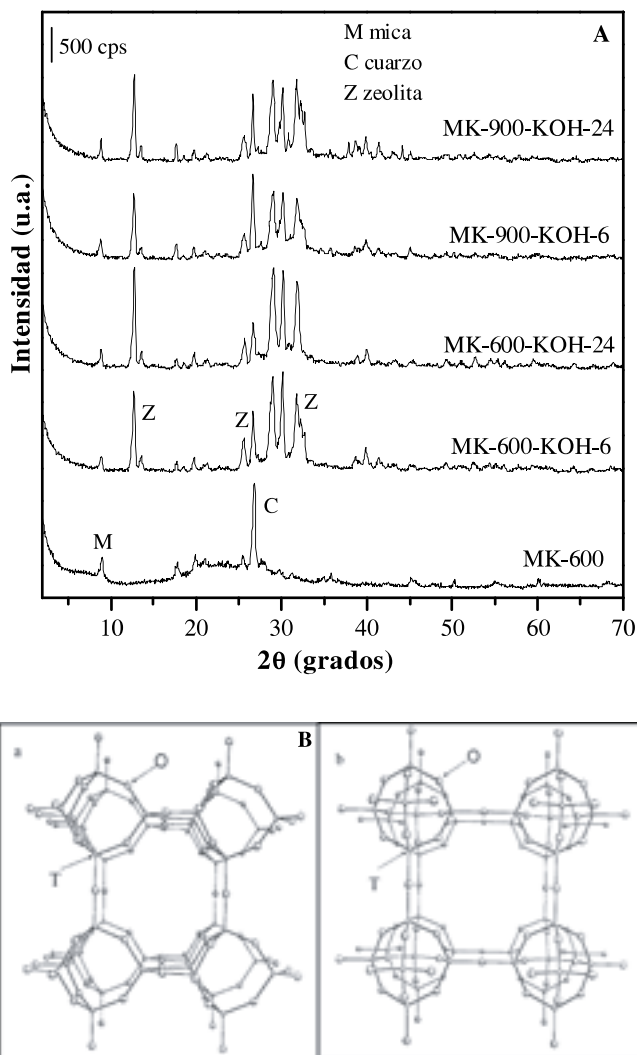 500 cps
M mica
A
C cuarzo
Z zeolita
MK-900-KOH-24
MK-900-KOH-6
MK-600-KOH-24
Z
Z
Z
MK-600-KOH-6
C
M
MK-600
Intensidad (u.a.)
10 20 30 40 50 60 70
2θ (grados)
a
O
B
T
b
O
T